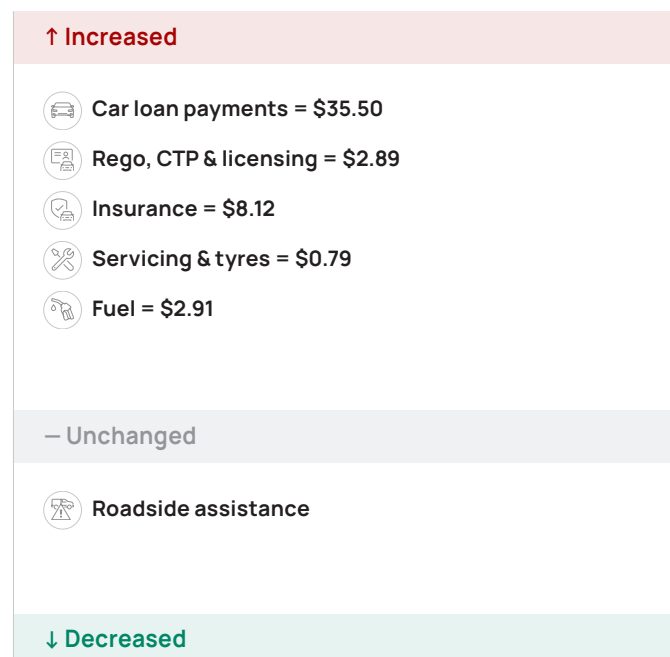 ↑ Increased
Car loan payments = $35.50
Rego, CTP & licensing = $2.89
Insurance = $8.12
Servicing & tyres = $0.79
Fuel = $2.91
— Unchanged
Roadside assistance
↓ Decreased